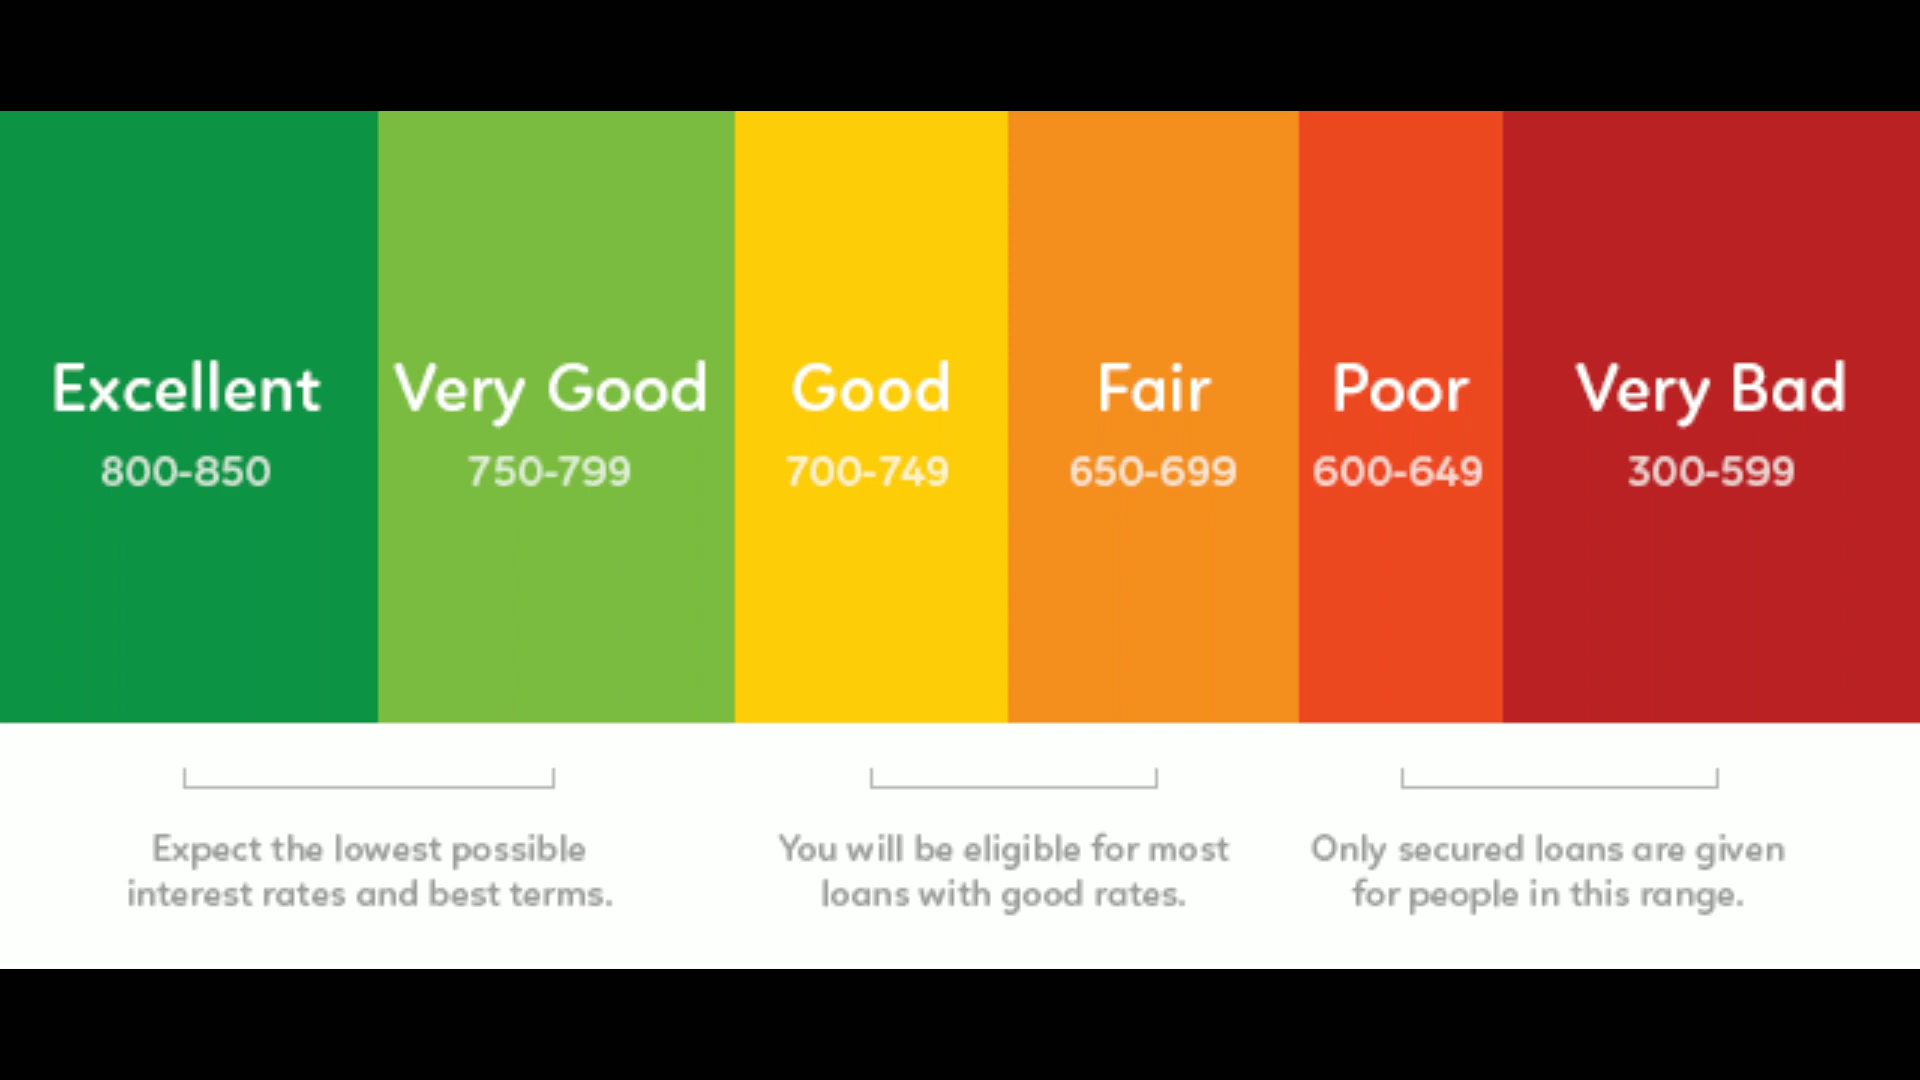 Excellent
800-850
Very Good
750-799
Good
700-749
Fair
650-699
Poor
600-649
Very Bad
300-599
Expect the lowest possible
interest rates and best terms.
You will be eligible for most
loans with good rates.
Only secured loans are given
for people in this range.